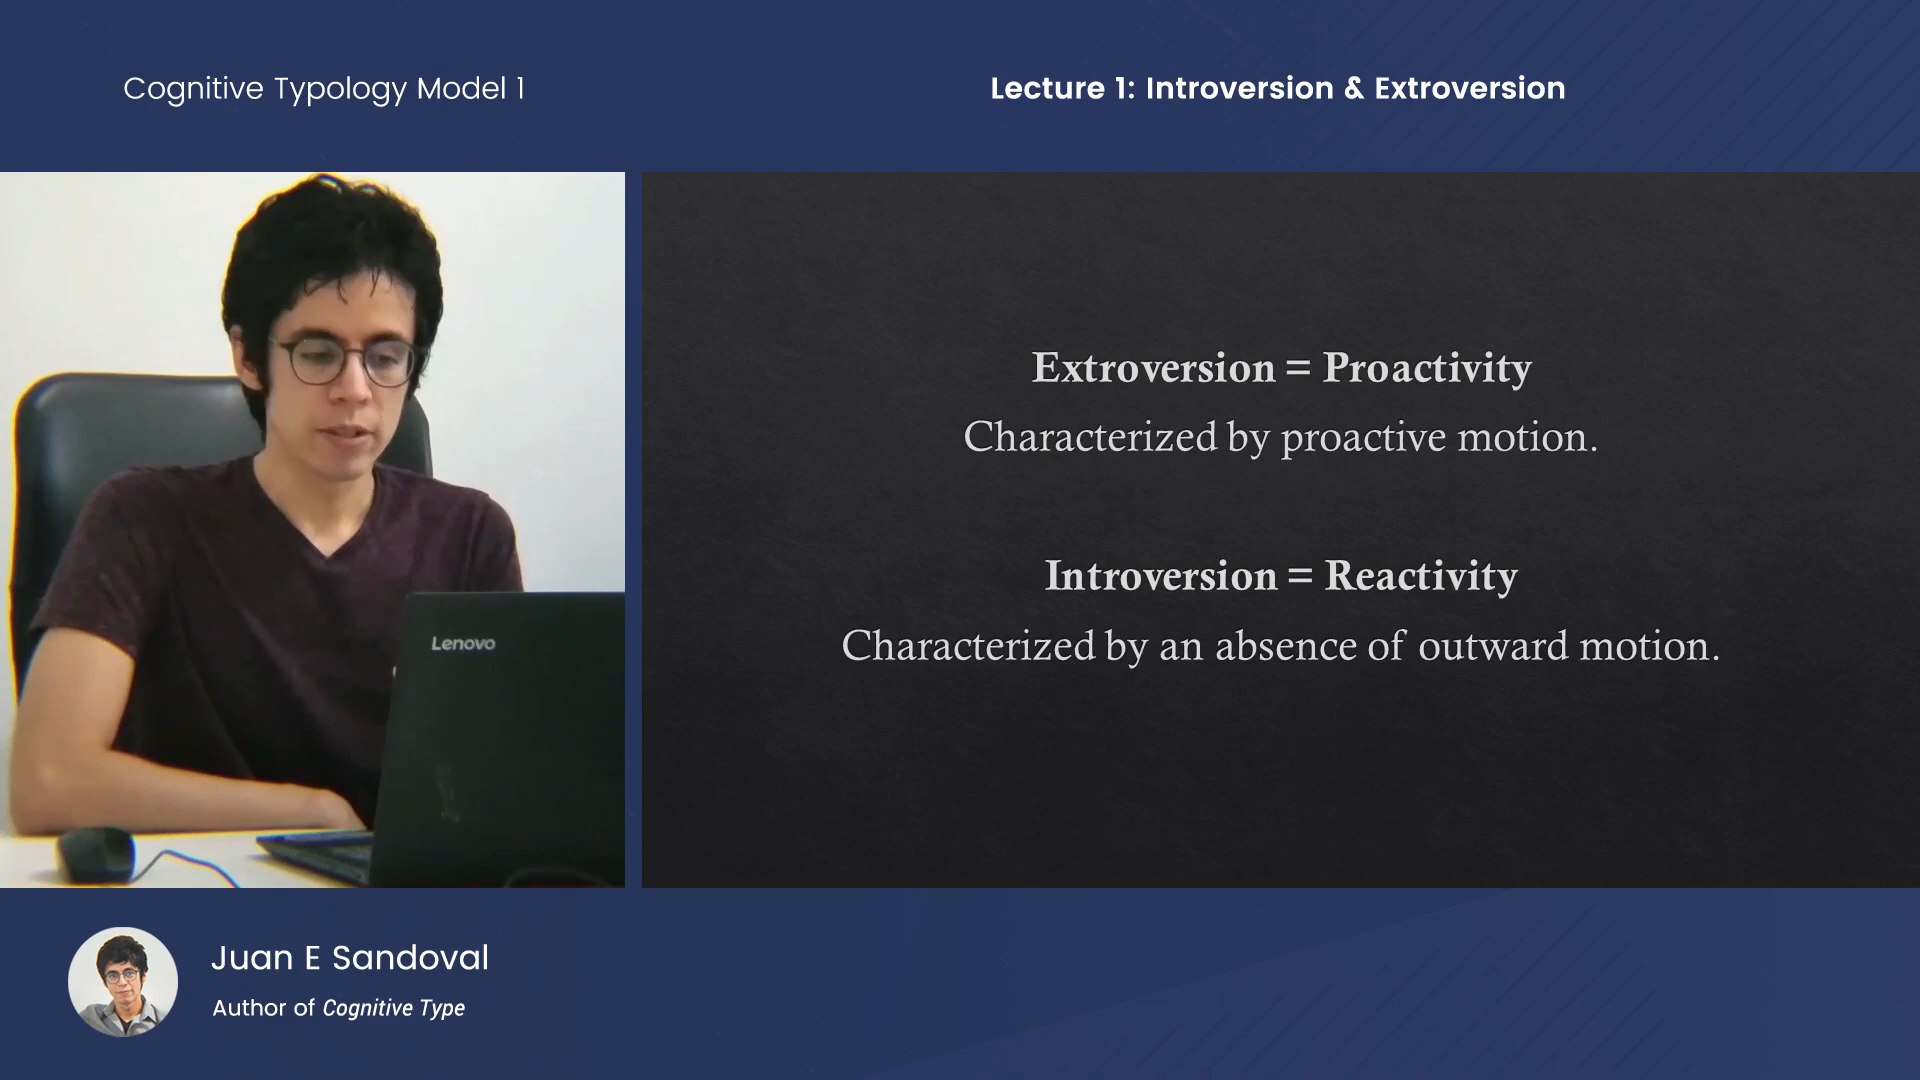 Cognitive Typology Model 1
Lecture 1: Introversion & Extroversion
Extroversion = Proactivity
Characterized by proactive motion.
Introversion = Reactivity
Characterized by an absence of outward motion.
Lenovo
Juan E Sandoval
Author of Cognitive Type